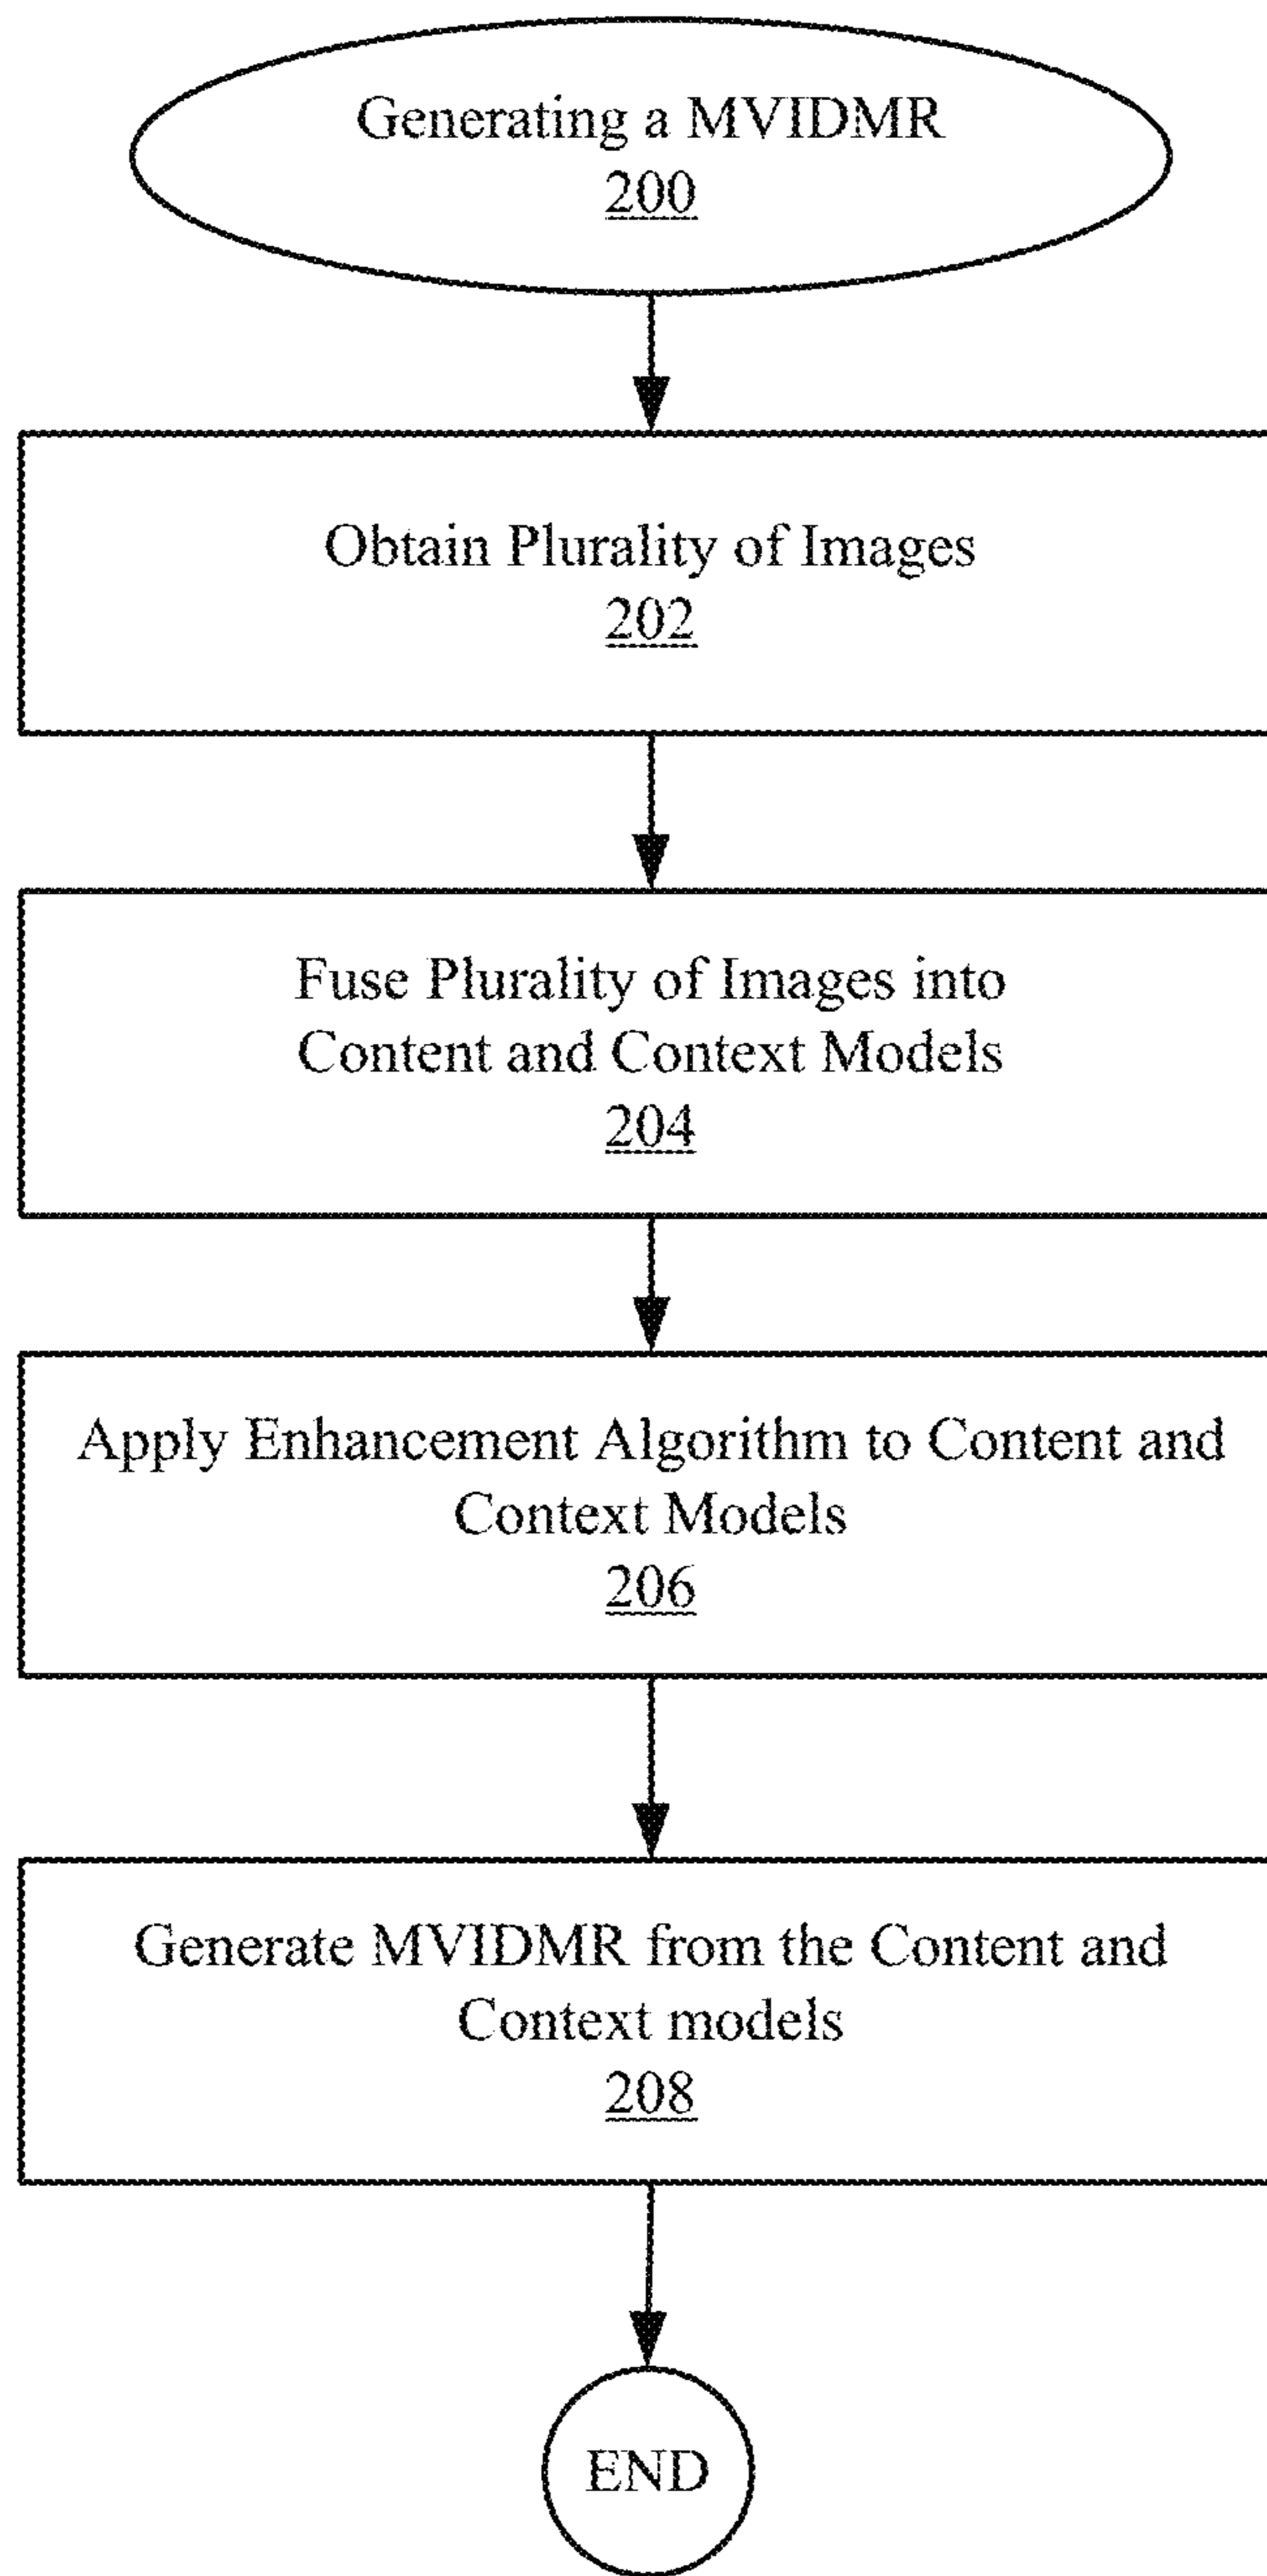 Generating a MVIDMR
200
Obtain Plurality of Images
202
Fuse Plurality of Images into
Content and Context Models
204
Apply Enhancement Algorithm to Content and
Context Models
206
Generate MVIDMR from the Content and
Context models
208
END